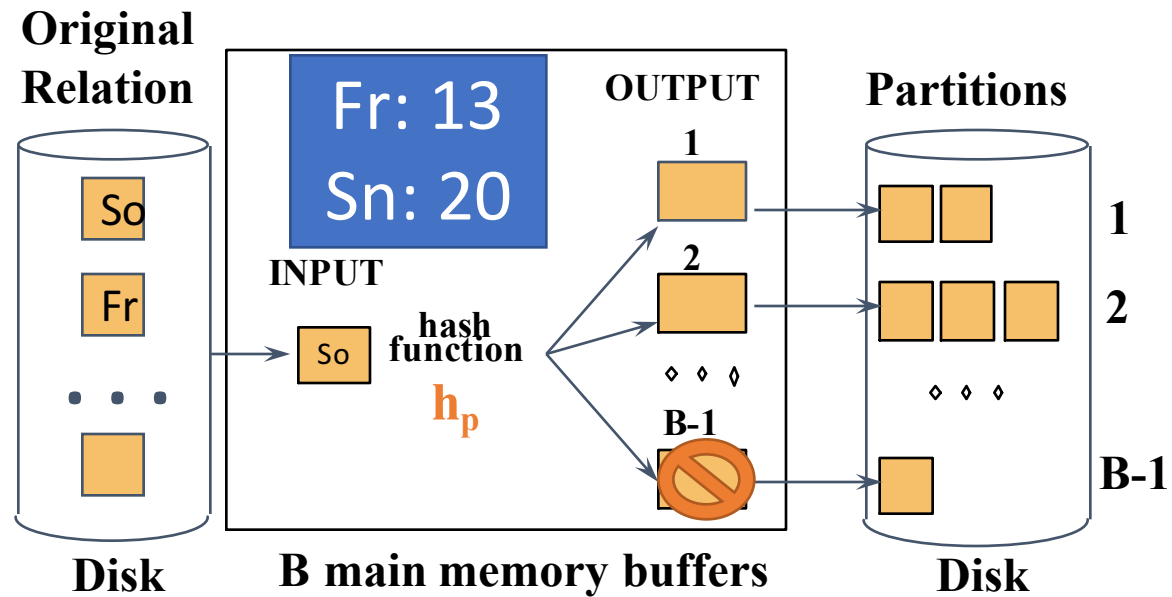 Original
Relation
Fr: 13
Sn: 20
OUTPUT
Partitions
1
2
B-1
INPUT
hash
function
hp
So
Fr
So
1
2
B-1
Disk
B main memory buffers
Disk